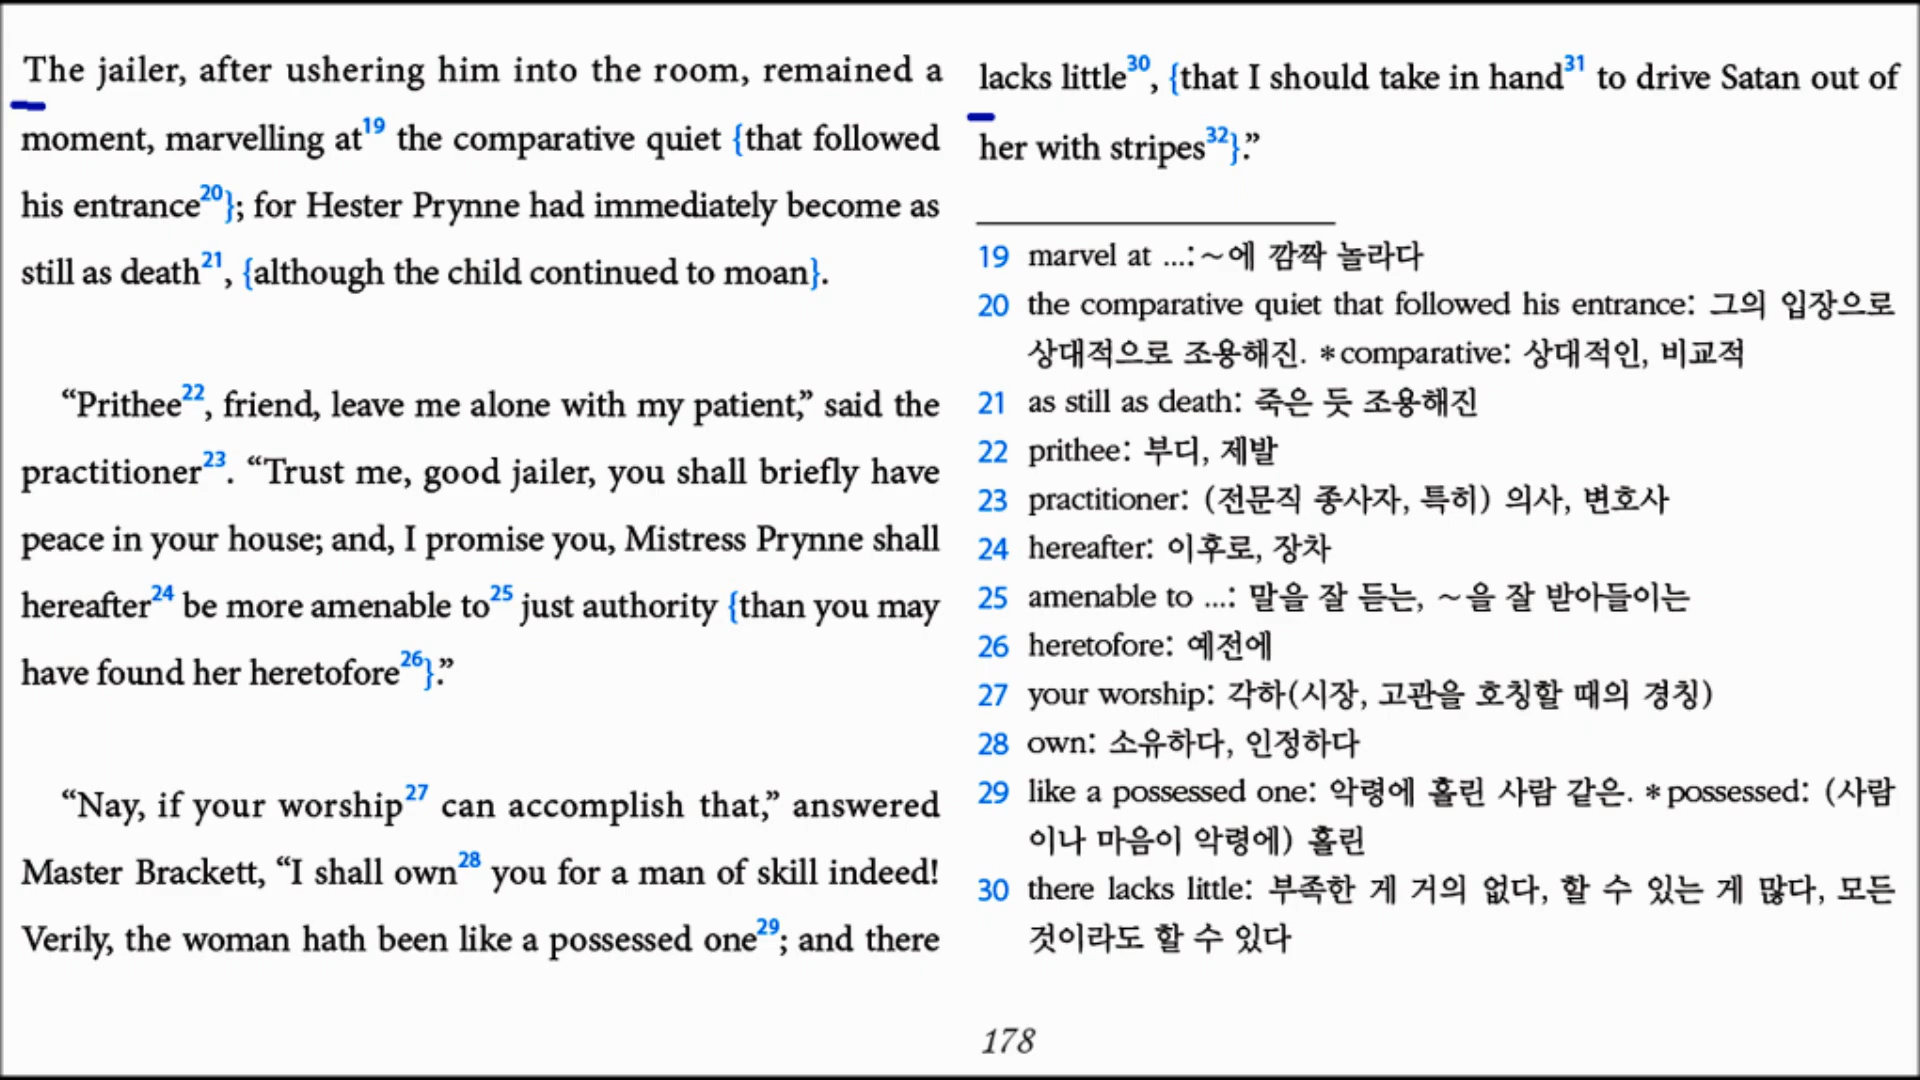 The jailer, after ushering him into the room, remained a
moment, marvelling at19 the comparative quiet {that followed
his entrance20}; for Hester Prynne had immediately become as
still as death21, {although the child continued to moan}.
“Prithee22, friend, leave me alone with my patient,” said the
practitioner23. “Trust me, good jailer, you shall briefly have
peace in your house; and, I promise you, Mistress Prynne shall
hereafter24 be more amenable to25 just authority {than you may
have found her heretofore26}.”
“Nay, if your worship27 can accomplish that,” answered
Master Brackett, “I shall own28 you for a man of skill indeed!
Verily, the woman hath been like a possessed one29; and there
lacks little30, {that I should take in hand31 to drive Satan out of
her with stripes32}.”
19 marvel at ...: ~에 깜짝 놀라다
20 the comparative quiet that followed his entrance: 그의 입장으로
상대적으로 조용해진. *comparative: 상대적인, 비교적
21 as still as death: 죽은 듯 조용해진
22 prithee: 부디, 제발
23 practitioner: (전문직 종사자, 특히) 의사, 변호사
24 hereafter: 이후로, 장차
25 amenable to ...: 말을 잘 듣는, ~을 잘 받아들이는
26 heretofore: 예전에
27 your worship: 각하(시장, 고관을 호칭할 때의 경칭)
28 own: 소유하다, 인정하다
29 like a possessed one: 악령에 홀린 사람 같은. *possessed: (사람
이나 마음이 악령에) 홀린
30 there lacks little: 부족한 게 거의 없다, 할 수 있는 게 많다, 모든
것이라도 할 수 있다
178